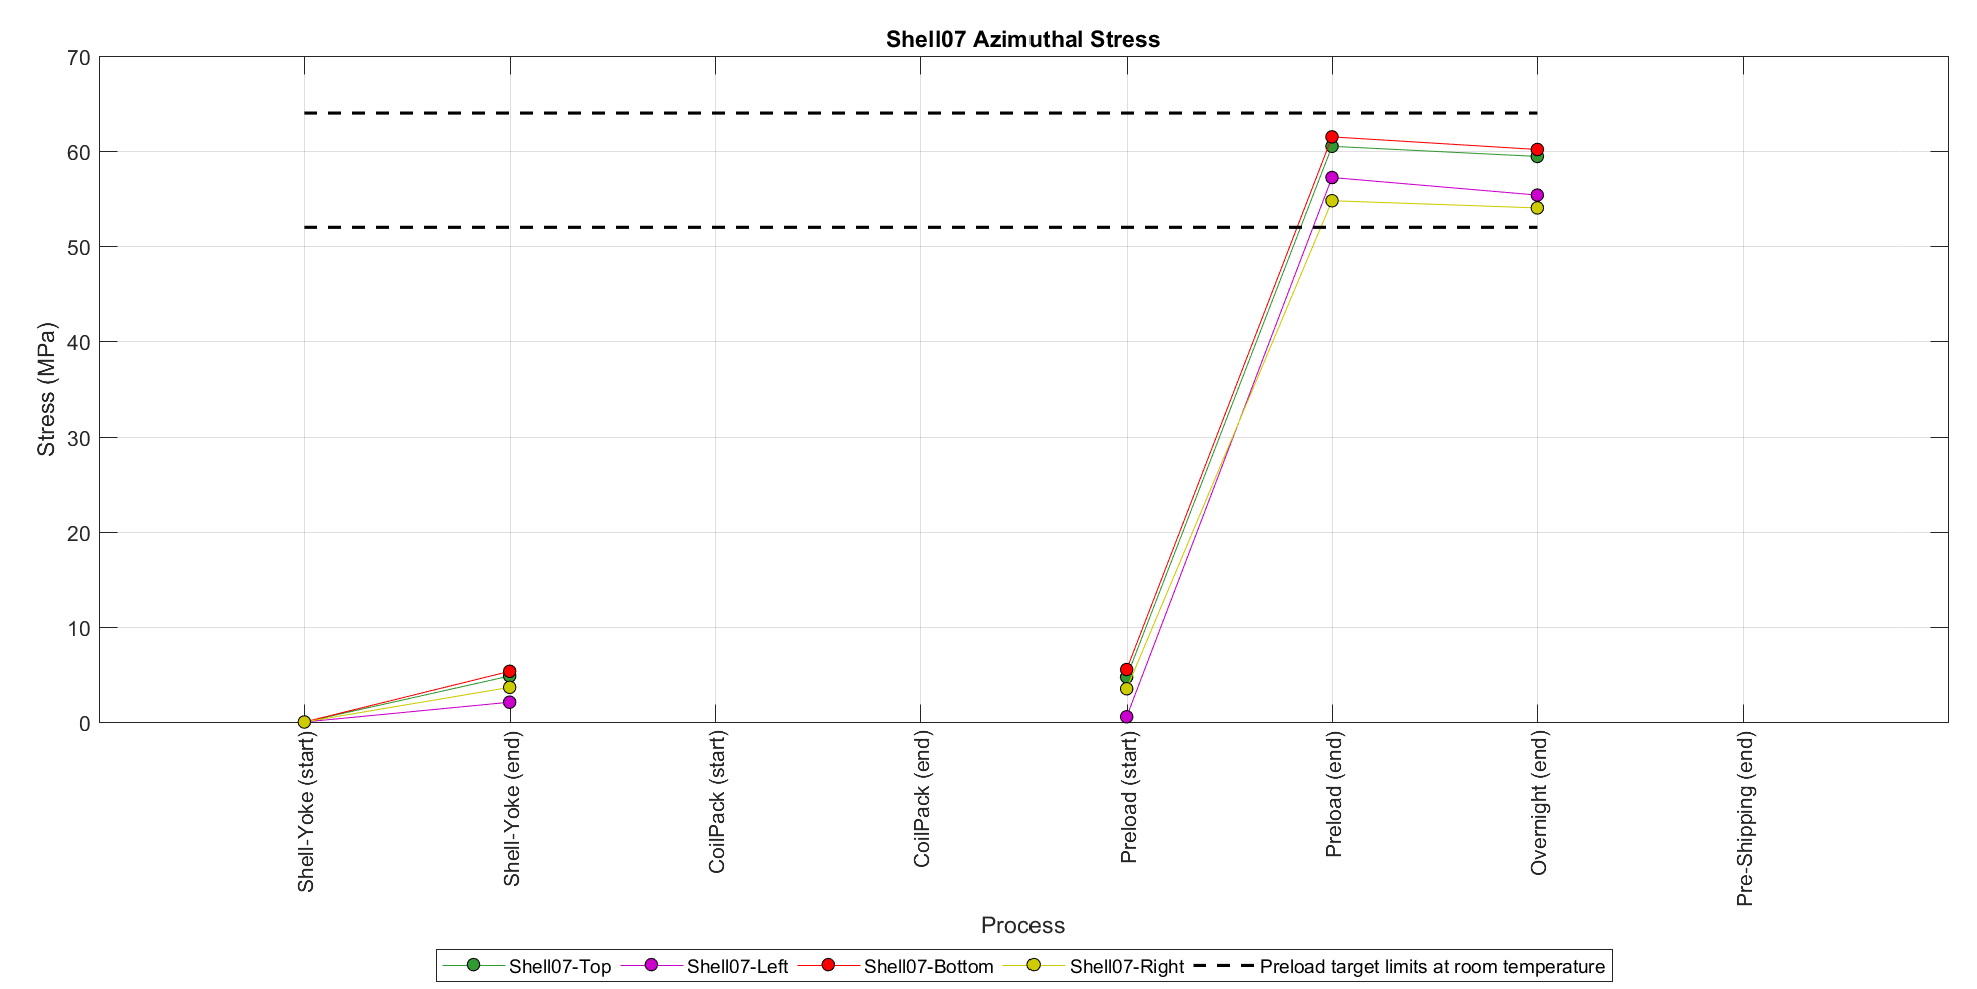 Shell07 Azimuthal Stress
70
60
50
40
30
20
10
0
Stress (MPa)
Shell-Yoke (start)
Shell-Yoke (end)
CoilPack (start)
CoilPack (end)
Preload (start)
Preload (end)
Overnight (end)
Pre-Shipping (end)
Process
Shell07-Top Shell07-Left Shell07-Bottom Shell07-Right Preload target limits at room temperature